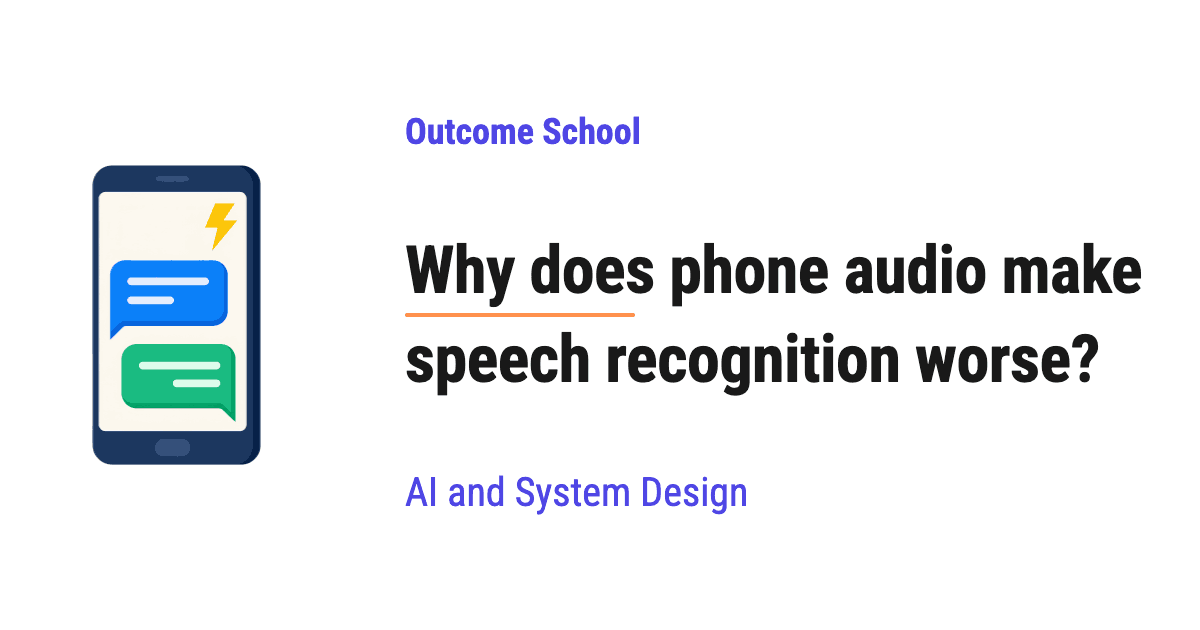 Outcome School
Why does phone audio make
speech recognition worse?
AI and System Design